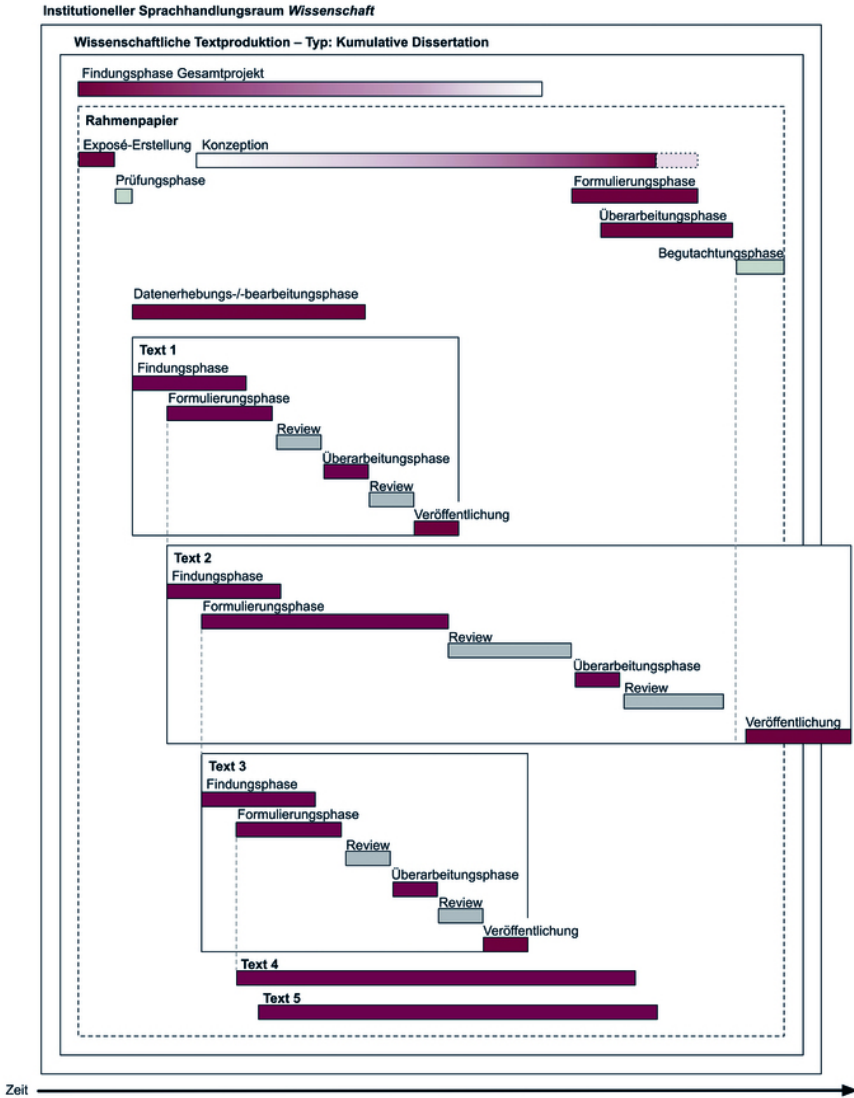 Institutioneller Sprachhandlungsraum Wissenschaft
Wissenschaftliche Textproduktion – Typ: Kumulative Dissertation
Findungsphase Gesamtprojekt
Rahmenpapier
Exposé-Erstellung Konzeption
Prüfungsphase Formulierungsphase
Überarbeitungsphase
Begutachtungsphase
Datenerhebungs-/-bearbeitungsphase
Text 1
Findungsphase
Formulierungsphase
Review
Überarbeitungsphase
Review
Veröffentlichung
Text 2
Findungsphase
Formulierungsphase
Review
Überarbeitungsphase
Review
Veröffentlichung
Text 3
Findungsphase
Formulierungsphase
Review
Überarbeitungsphase
Review
Veröffentlichung
Text 4
Text 5
Zeit